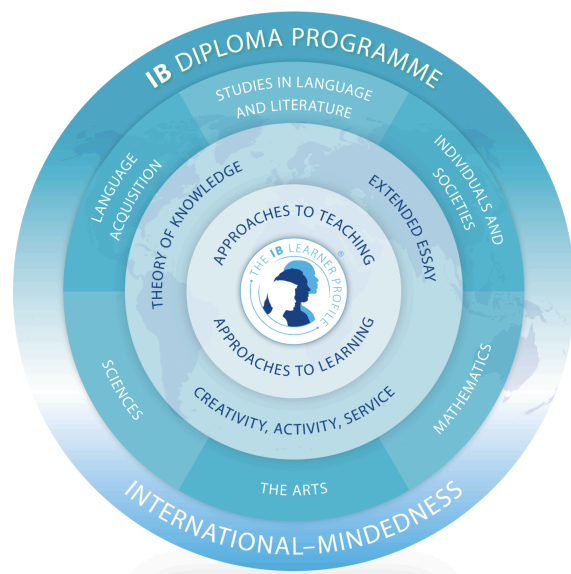 IB DIPLOMA PROGRAMME
STUDIES IN LANGUAGE
AND LITERATURE
LANGUAGE
ACQUISITION
INDIVIDUALS AND
SOCIETIES
THEORY OF KNOWLEDGE
EXTENDED ESSAY
APPROACHES TO TEACHING
THE IB LEARNER PROFILE
®
APPROACHES TO LEARNING
CREATIVITY, ACTIVITY, SERVICE
SCIENCES
MATHEMATICS
THE ARTS
INTERNATIONAL–MINDEDNESS